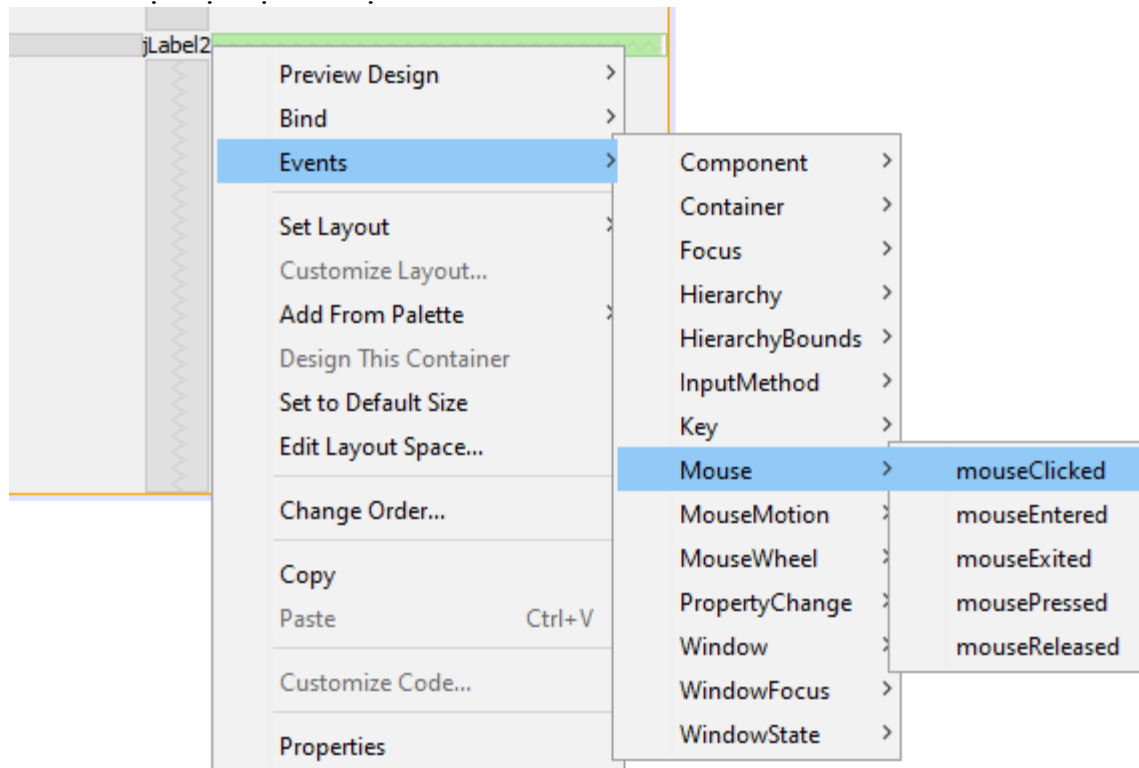 jLabel2
Preview Design
Bind
Events
Set Layout
Customize Layout...
Add From Palette
Design This Container
Set to Default Size
Edit Layout Space...
Change Order...
Copy
Paste Ctrl+V
Customize Code...
Properties
Component
Container
Focus
Hierarchy
HierarchyBounds
InputMethod
Key
Mouse
MouseMotion
MouseWheel
PropertyChange
Window
WindowFocus
WindowState
mouseClicked
mouseEntered
mouseExited
mousePressed
mouseReleased